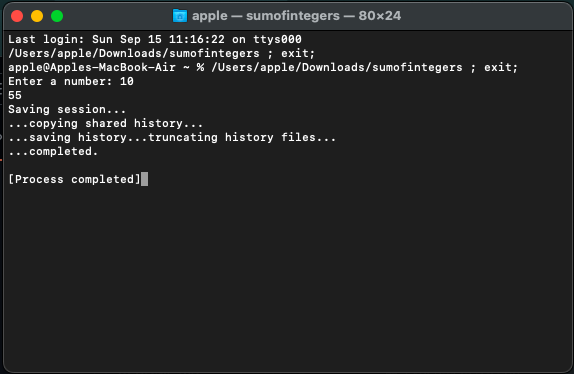 apple — sumofintegers — 80×24
Last login: Sun Sep 15 11:16:22 on ttys000
/Users/apple/Downloads/sumofintegers ; exit;
apple@Apples-MacBook-Air ~ % /Users/apple/Downloads/sumofintegers ; exit;
Enter a number: 10
55
Saving session...
...copying shared history...
...saving history...truncating history files...
...completed.
[Process completed]